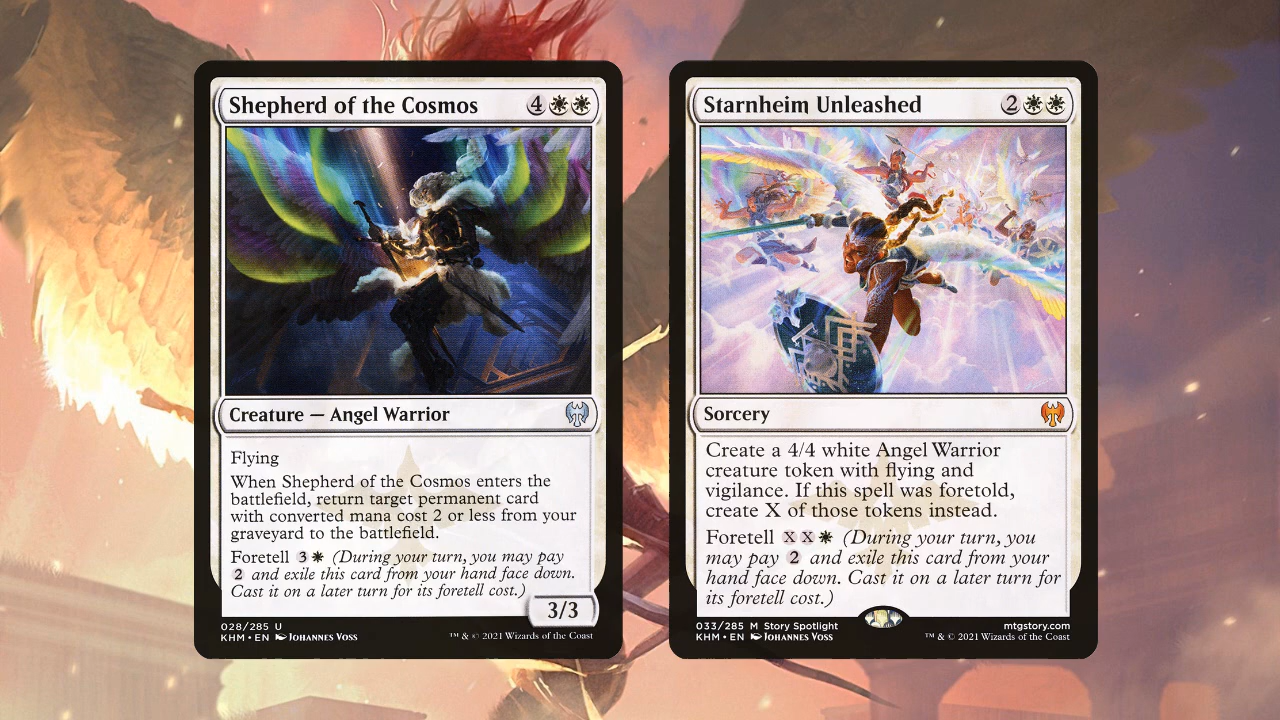 Shepherd of the Cosmos 4
Creature — Angel Warrior
Flying
When Shepherd of the Cosmos enters the
battlefield, return target permanent card
with converted mana cost 2 or less from your
graveyard to the battlefield.
Foretell 3 (During your turn, you may pay
2 and exile this card from your hand face down.
Cast it on a later turn for its foretell cost.)
3/3
028/285 U
KHM • EN Johannes Voss
™ & © 2021 Wizards of the Coast
Starnheim Unleashed 2
Sorcery
Create a 4/4 white Angel Warrior
creature token with flying and
vigilance. If this spell was foretold,
create X of those tokens instead.
Foretell X X (During your turn, you
may pay 2 and exile this card from your
hand face down. Cast it on a later turn for
its foretell cost.)
033/285 M Story Spotlight
mtgstory.com
KHM • EN Johannes Voss
™ & © 2021 Wizards of the Coast